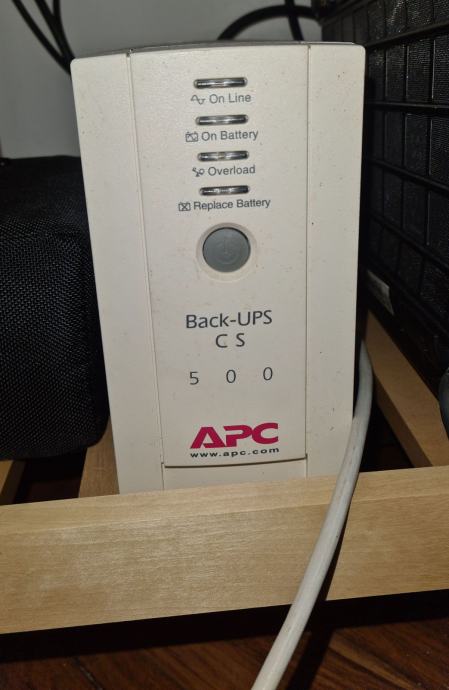 On Line
On Battery
Overload
Replace Battery
Back-UPS
CS
500
APC
www.apc.com